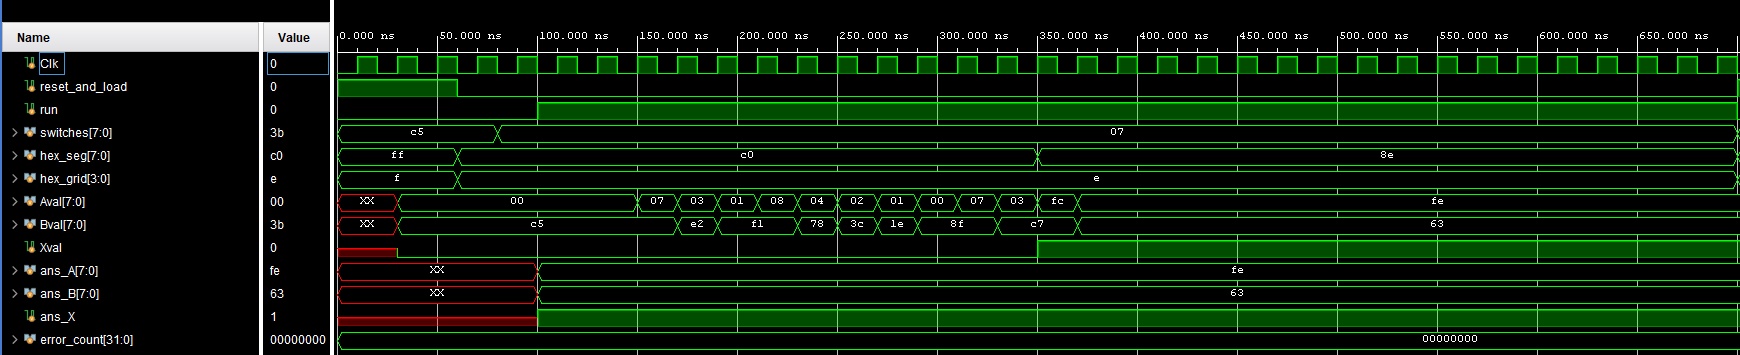 Name Value 0.000 ns 50.000 ns 100.000 ns 150.000 ns 200.000 ns 250.000 ns 300.000 ns 350.000 ns 400.000 ns 450.000 ns 500.000 ns 550.000 ns 600.000 ns 650.000 ns
Clk 0
reset_and_load 0
run 0
switches[7:0] 3b c5 07
hex_seg[7:0] c0 ff c0 8e
hex_grid[3:0] e f e
Aval[7:0] 00 XX 00 07 03 01 08 04 02 01 00 07 03 fc fe
Bval[7:0] 3b XX c5 e2 f1 78 3c 1e 8f c7 63
Xval 0
ans_A[7:0] fe XX fe
ans_B[7:0] 63 XX 63
ans_X 1
error_count[31:0] 00000000 00000000